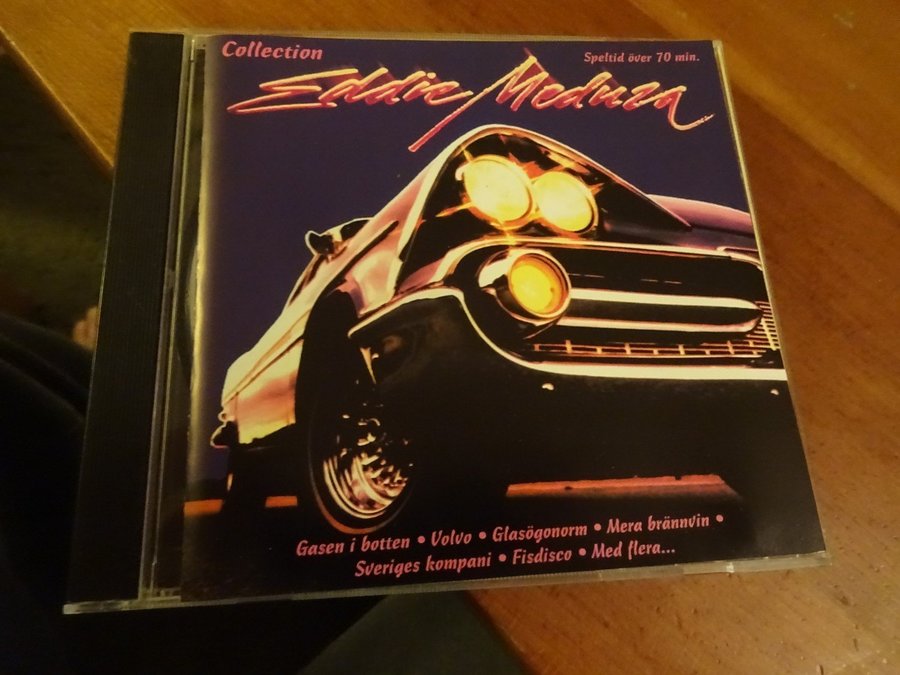 Collection
Speltid över 70 min.
Eddie Meduza
Gasen i botten • Volvo • Glasögonorm • Mera brännvin •
Sveriges kompani • Fisdisco • Med flera...